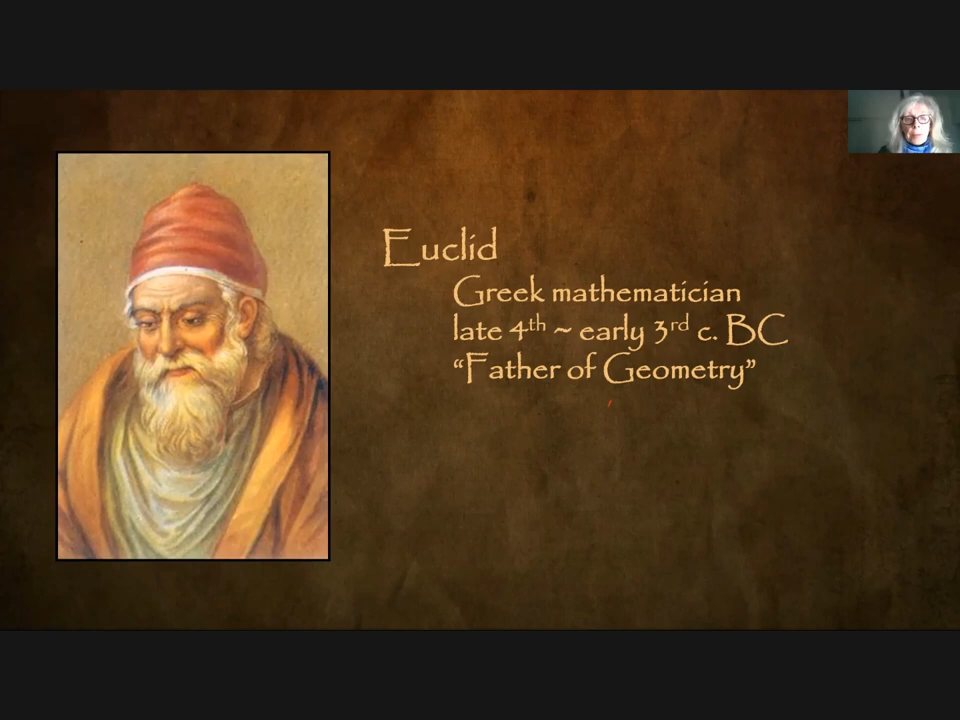 Euclid
Greek mathematician
late 4th ~ early 3rd c. BC
“Father of Geometry”